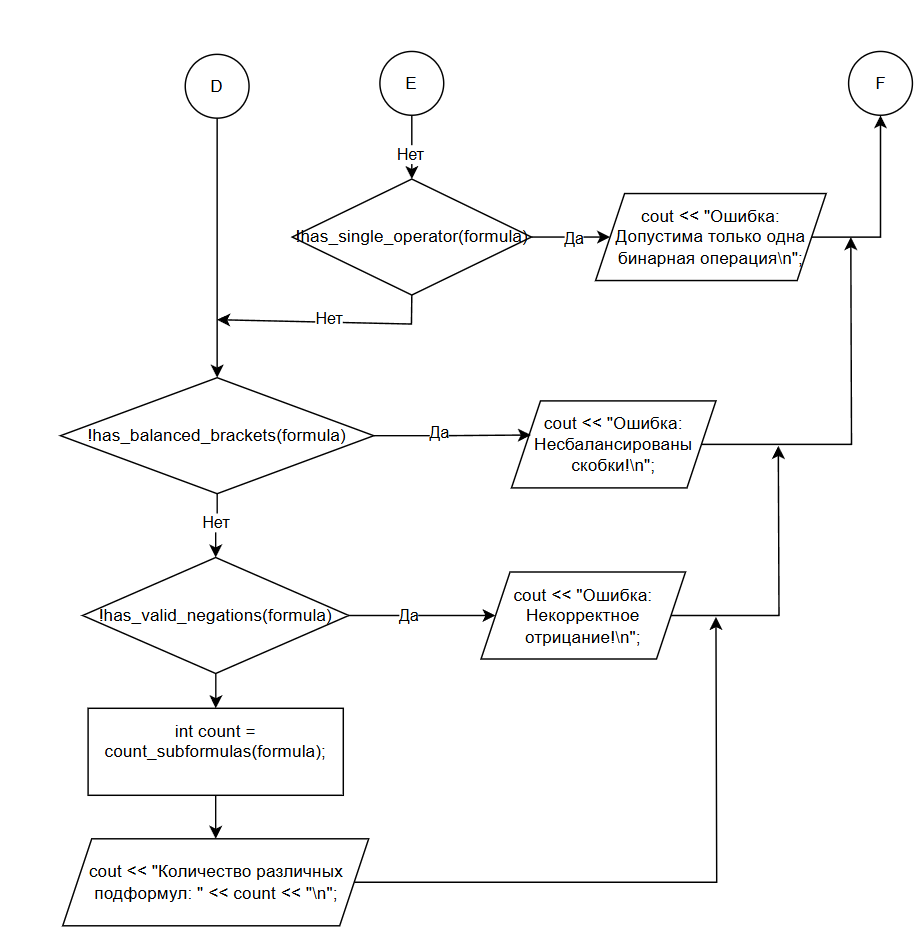 D
E
F
Нет
!has_single_operator(formula)
Да
cout << "Ошибка:
Допустима только одна
бинарная операция\n";
Нет
!has_balanced_brackets(formula)
Да
cout << "Ошибка:
Несбалансированы
скобки!\n";
Нет
!has_valid_negations(formula)
Да
cout << "Ошибка:
Некорректное
отрицание!\n";
int count =
count_subformulas(formula);
cout << "Количество различных
подформул: " << count << "\n";